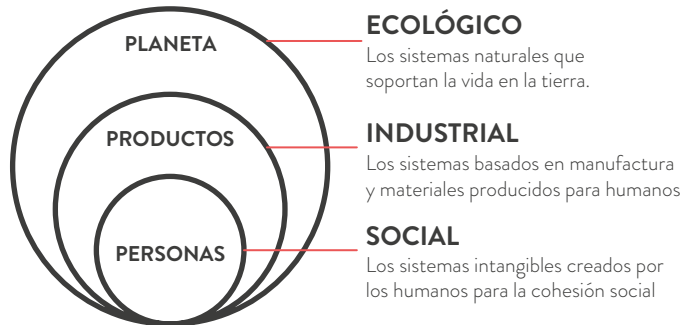 PLANETA
ECOLÓGICO
Los sistemas naturales que
soportan la vida en la tierra.
PRODUCTOS
INDUSTRIAL
Los sistemas basados en manufactura
y materiales producidos para humanos
PERSONAS
SOCIAL
Los sistemas intangibles creados por
los humanos para la cohesión social